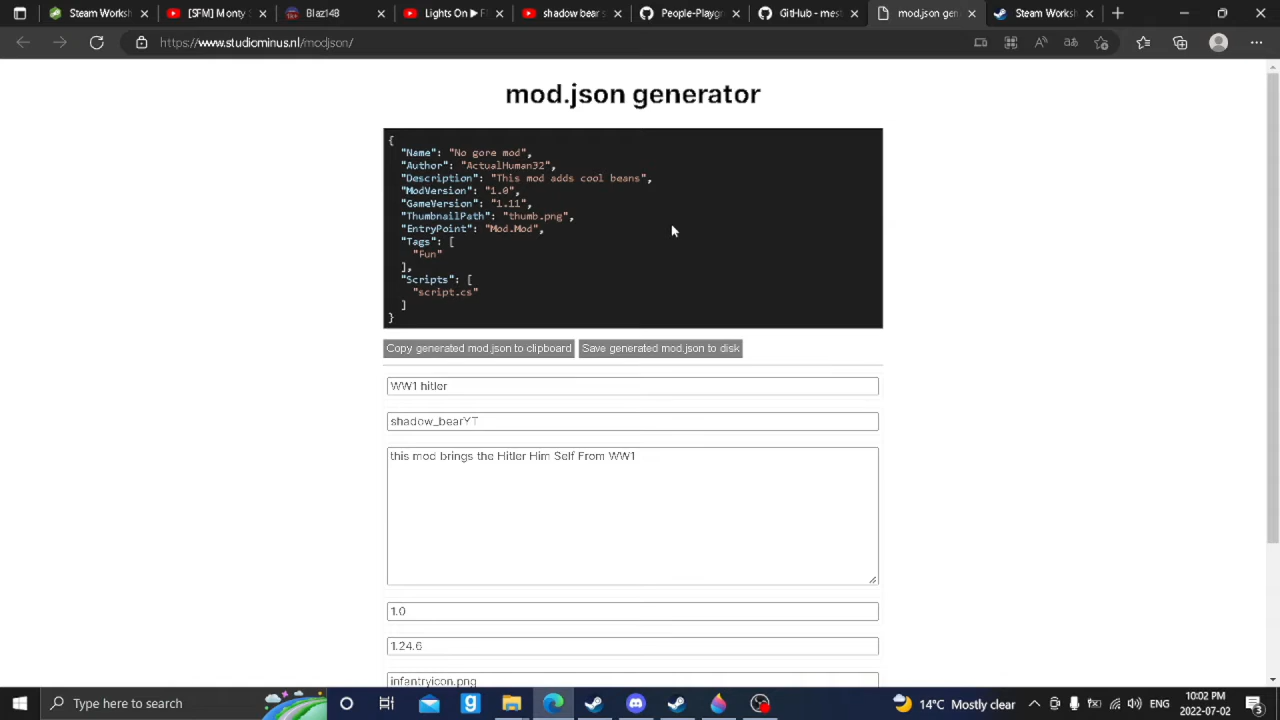 Steam Worksh
[SFM] Monty S
Blaz148
Lights On ▶ F
shadow bear s
People-Playgr
GitHub - mest
mod.json gene
Steam Worksh
https://www.studiominus.nl/modjson/
mod.json generator
{
"Name": "No gore mod",
"Author": "ActualHuman32",
"Description": "This mod adds cool beans",
"ModVersion": "1.0",
"GameVersion": "1.11",
"ThumbnailPath": "thumb.png",
"EntryPoint": "Mod.Mod",
"Tags": [
"Fun"
],
"Scripts": [
"script.cs"
]
}
Copy generated mod.json to clipboard Save generated mod.json to disk
WW1 hitler
shadow_bearYT
this mod brings the Hitler Him Self From WW1
1.0
1.24.6
infantryicon.png
Type here to search
14°C Mostly clear
ENG
10:02 PM
2022-07-02
3